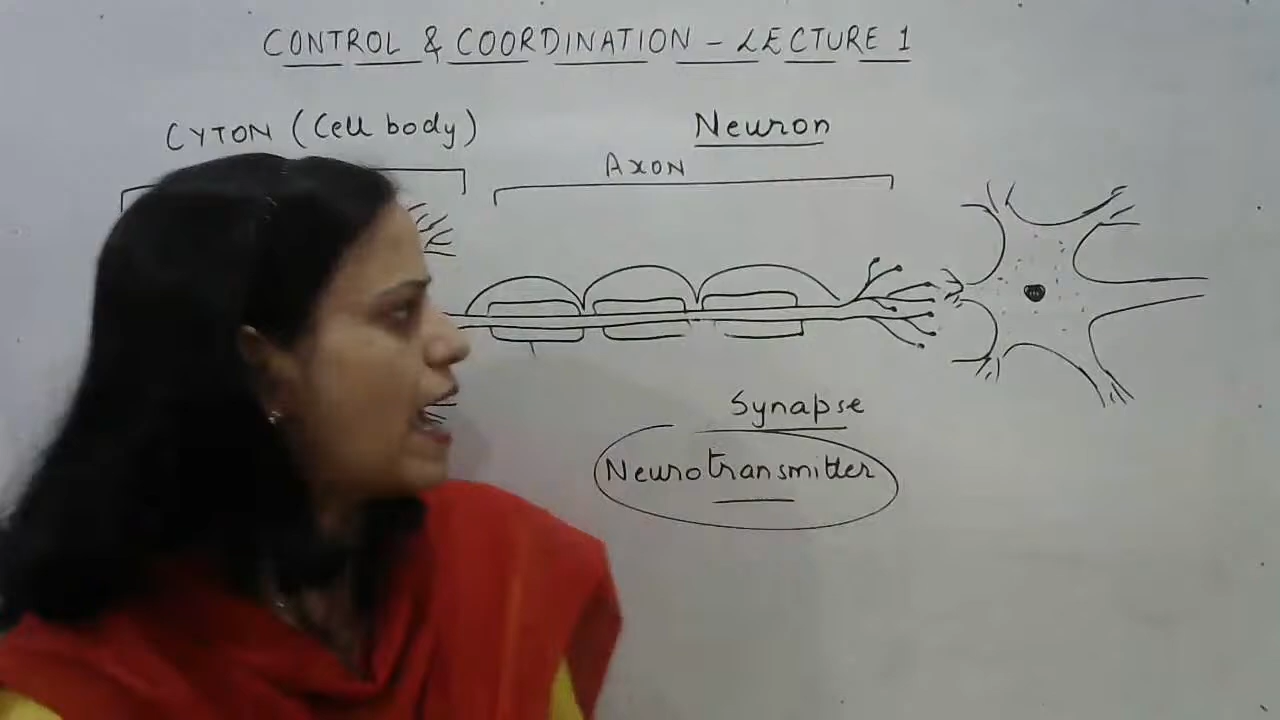 CONTROL & COORDINATION - LECTURE 1
CYTON (Cell body)
Neuron
AXON
Synapse
Neurotransmitter